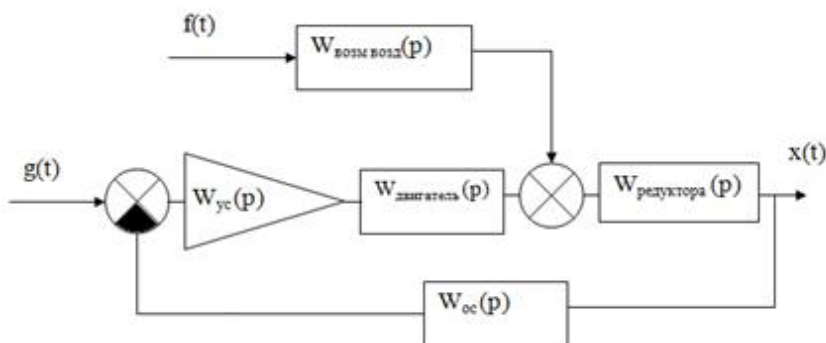 f(t)
Wвозм возд(p)
g(t)
x(t)
Wус(p)
Wдвигатель(p)
Wредуктора(p)
Wос(p)